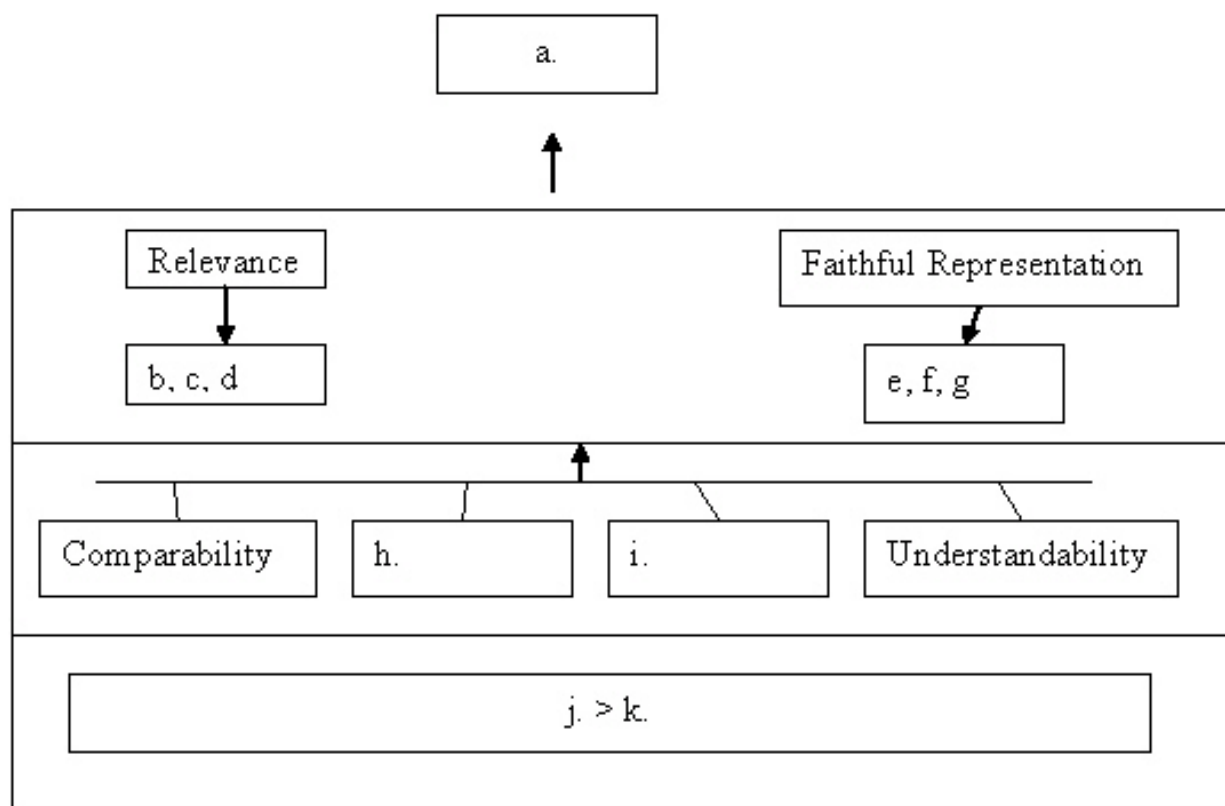 a.
Relevance
Faithful Representation
b, c, d
e, f, g
Comparability
h.
i.
Understandability
j. > k.